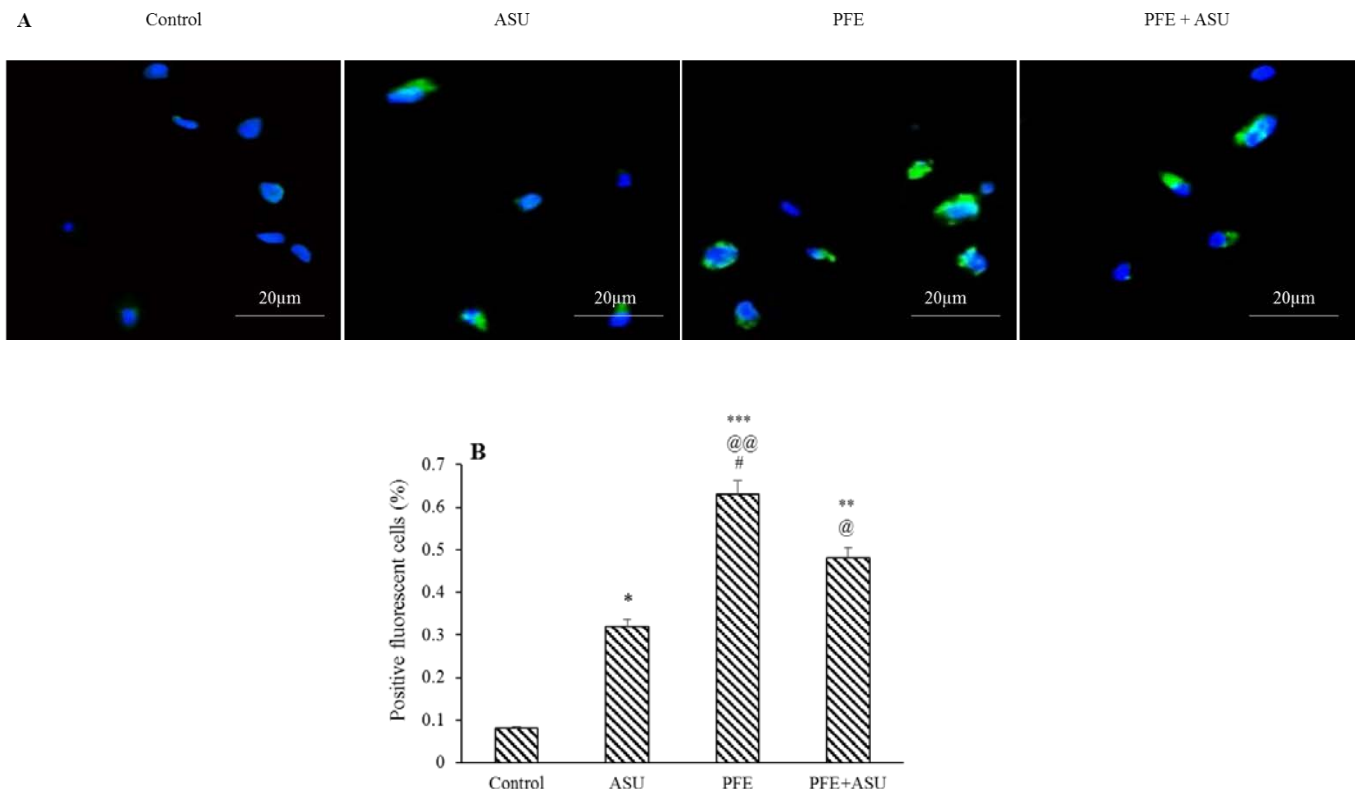 A Control ASU PFE PFE + ASU
20µm 20µm 20µm 20µm
B
Positive fluorescent cells (%)
***
@@
#
**
@
*
0.7
0.6
0.5
0.4
0.3
0.2
0.1
0
Control ASU PFE PFE+ASU